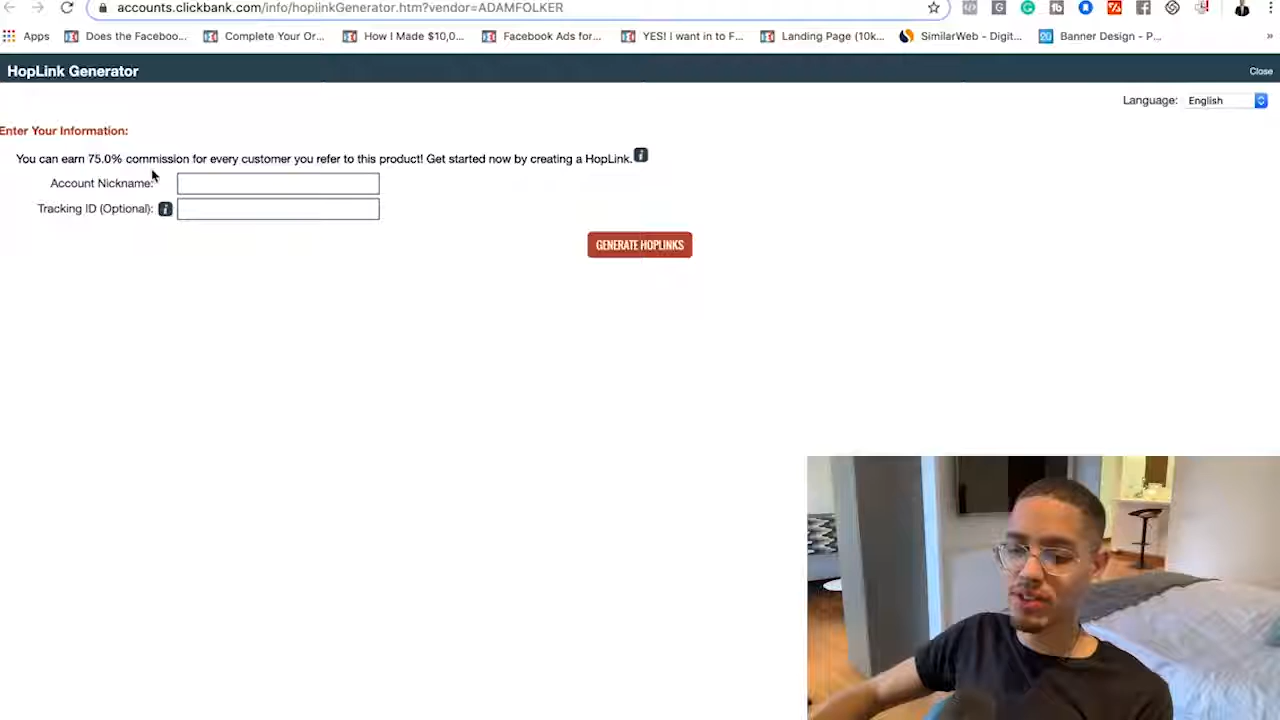 accounts.clickbank.com/info/hoplinkGenerator.htm?vendor=ADAMFOLKER
Apps Does the Faceboo... Complete Your Or... How I Made $10,0... Facebook Ads for... YES! I want in to F... Landing Page (10k... SimilarWeb - Digit... Banner Design - P... »
HopLink Generator Close
Language: English
Enter Your Information:
You can earn 75.0% commission for every customer you refer to this product! Get started now by creating a HopLink.
Account Nickname:
Tracking ID (Optional):
GENERATE HOPLINKS